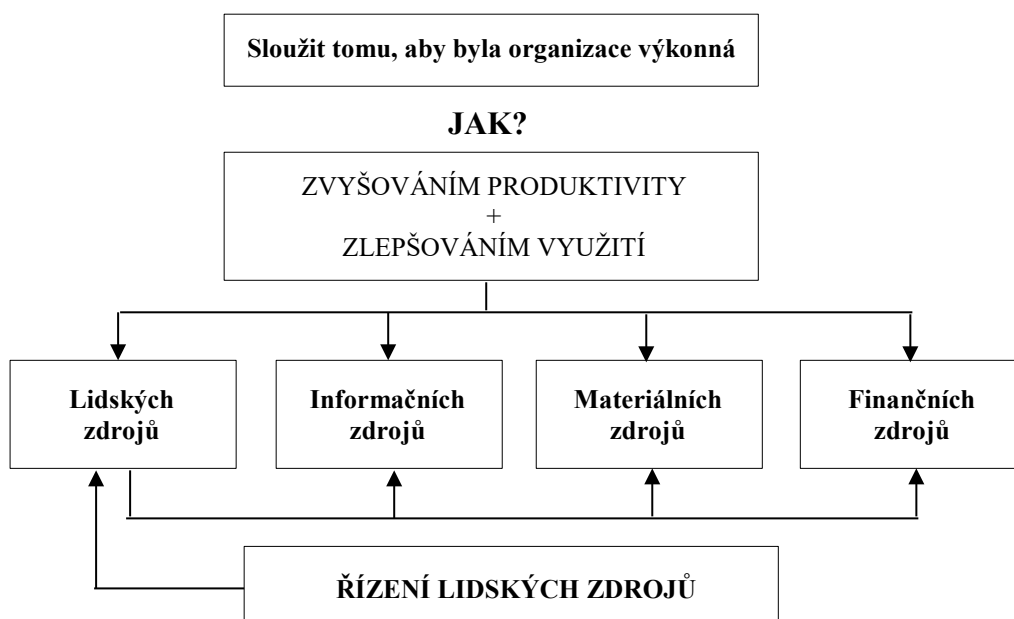 Sloužit tomu, aby byla organizace výkonná
JAK?
ZVYŠOVÁNÍM PRODUKTIVITY
+
ZLEPŠOVÁNÍM VYUŽITÍ
Lidských
zdrojů
Informačních
zdrojů
Materiálních
zdrojů
Finančních
zdrojů
ŘÍZENÍ LIDSKÝCH ZDROJŮ